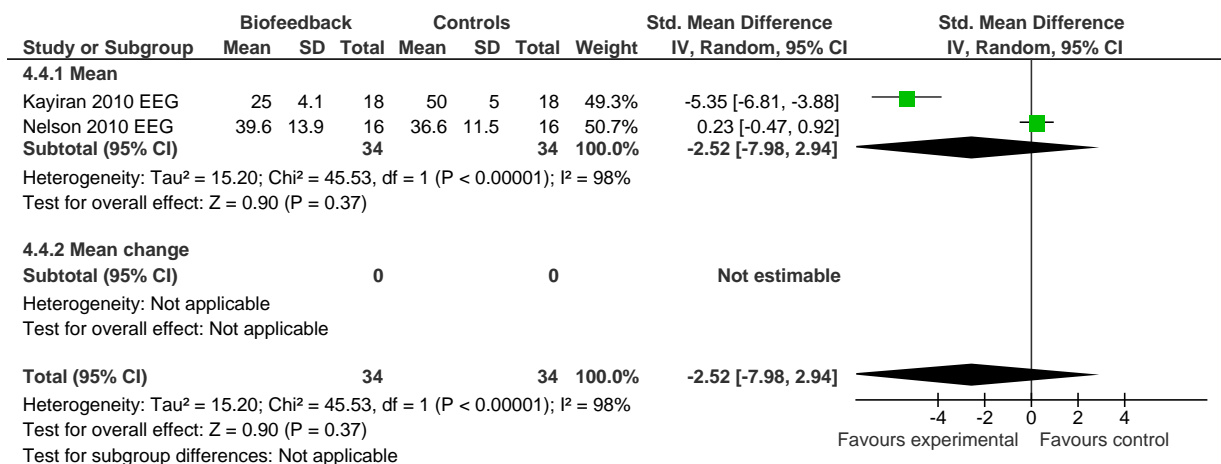 Biofeedback Controls Std. Mean Difference Std. Mean Difference
Study or Subgroup Mean SD Total Mean SD Total Weight IV, Random, 95% CI IV, Random, 95% CI
4.4.1 Mean
Kayiran 2010 EEG 25 4.1 18 50 5 18 49.3% -5.35 [-6.81, -3.88]
Nelson 2010 EEG 39.6 13.9 16 36.6 11.5 16 50.7% 0.23 [-0.47, 0.92]
Subtotal (95% CI) 34 34 100.0% -2.52 [-7.98, 2.94]
Heterogeneity: Tau² = 15.20; Chi² = 45.53, df = 1 (P < 0.00001); I² = 98%
Test for overall effect: Z = 0.90 (P = 0.37)
4.4.2 Mean change
Subtotal (95% CI) 0 0 Not estimable
Heterogeneity: Not applicable
Test for overall effect: Not applicable
Total (95% CI) 34 34 100.0% -2.52 [-7.98, 2.94]
Heterogeneity: Tau² = 15.20; Chi² = 45.53, df = 1 (P < 0.00001); I² = 98%
Test for overall effect: Z = 0.90 (P = 0.37)
Test for subgroup differences: Not applicable
-4 -2 0 2 4
Favours experimental Favours control